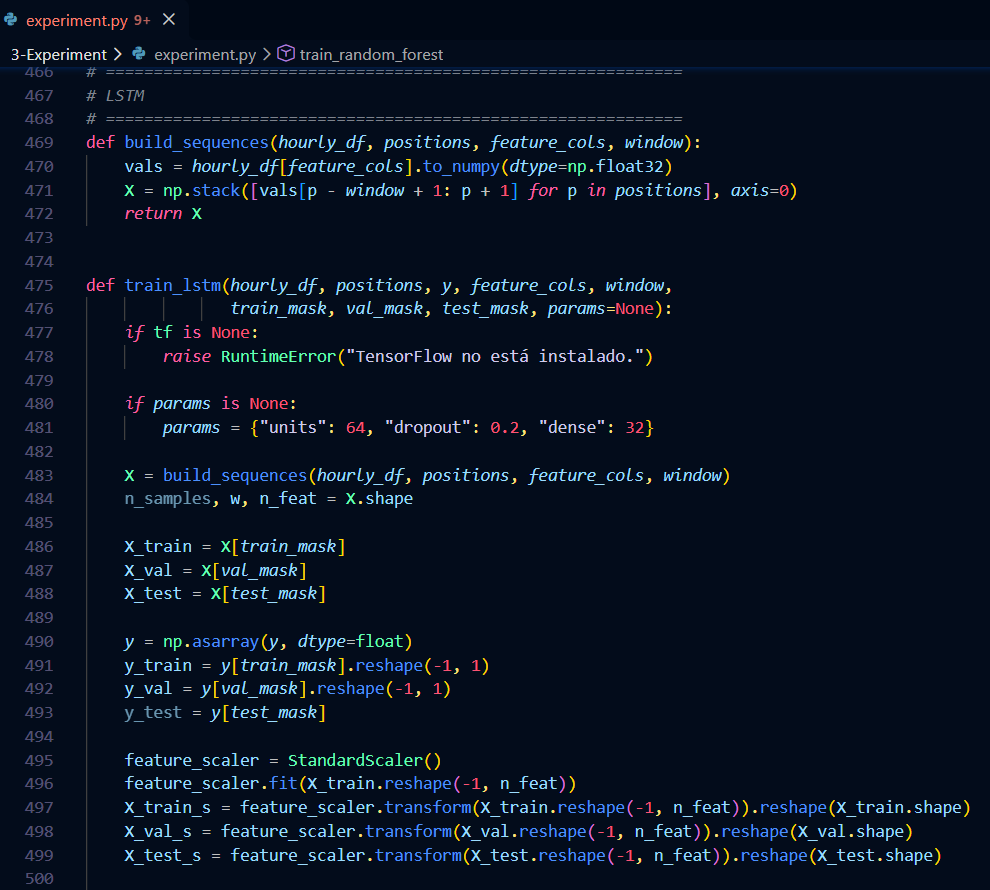 experiment.py 9+
3-Experiment > experiment.py > train_random_forest
466 # ============================================================
467 # LSTM
468 # ============================================================
469 def build_sequences(hourly_df, positions, feature_cols, window):
470     vals = hourly_df[feature_cols].to_numpy(dtype=np.float32)
471     X = np.stack([vals[p - window + 1: p + 1] for p in positions], axis=0)
472     return X
473
474
475 def train_lstm(hourly_df, positions, y, feature_cols, window,
476                train_mask, val_mask, test_mask, params=None):
477     if tf is None:
478         raise RuntimeError("TensorFlow no está instalado.")
479
480     if params is None:
481         params = {"units": 64, "dropout": 0.2, "dense": 32}
482
483     X = build_sequences(hourly_df, positions, feature_cols, window)
484     n_samples, w, n_feat = X.shape
485
486     X_train = X[train_mask]
487     X_val = X[val_mask]
488     X_test = X[test_mask]
489
490     y = np.asarray(y, dtype=float)
491     y_train = y[train_mask].reshape(-1, 1)
492     y_val = y[val_mask].reshape(-1, 1)
493     y_test = y[test_mask]
494
495     feature_scaler = StandardScaler()
496     feature_scaler.fit(X_train.reshape(-1, n_feat))
497     X_train_s = feature_scaler.transform(X_train.reshape(-1, n_feat)).reshape(X_train.shape)
498     X_val_s = feature_scaler.transform(X_val.reshape(-1, n_feat)).reshape(X_val.shape)
499     X_test_s = feature_scaler.transform(X_test.reshape(-1, n_feat)).reshape(X_test.shape)
500